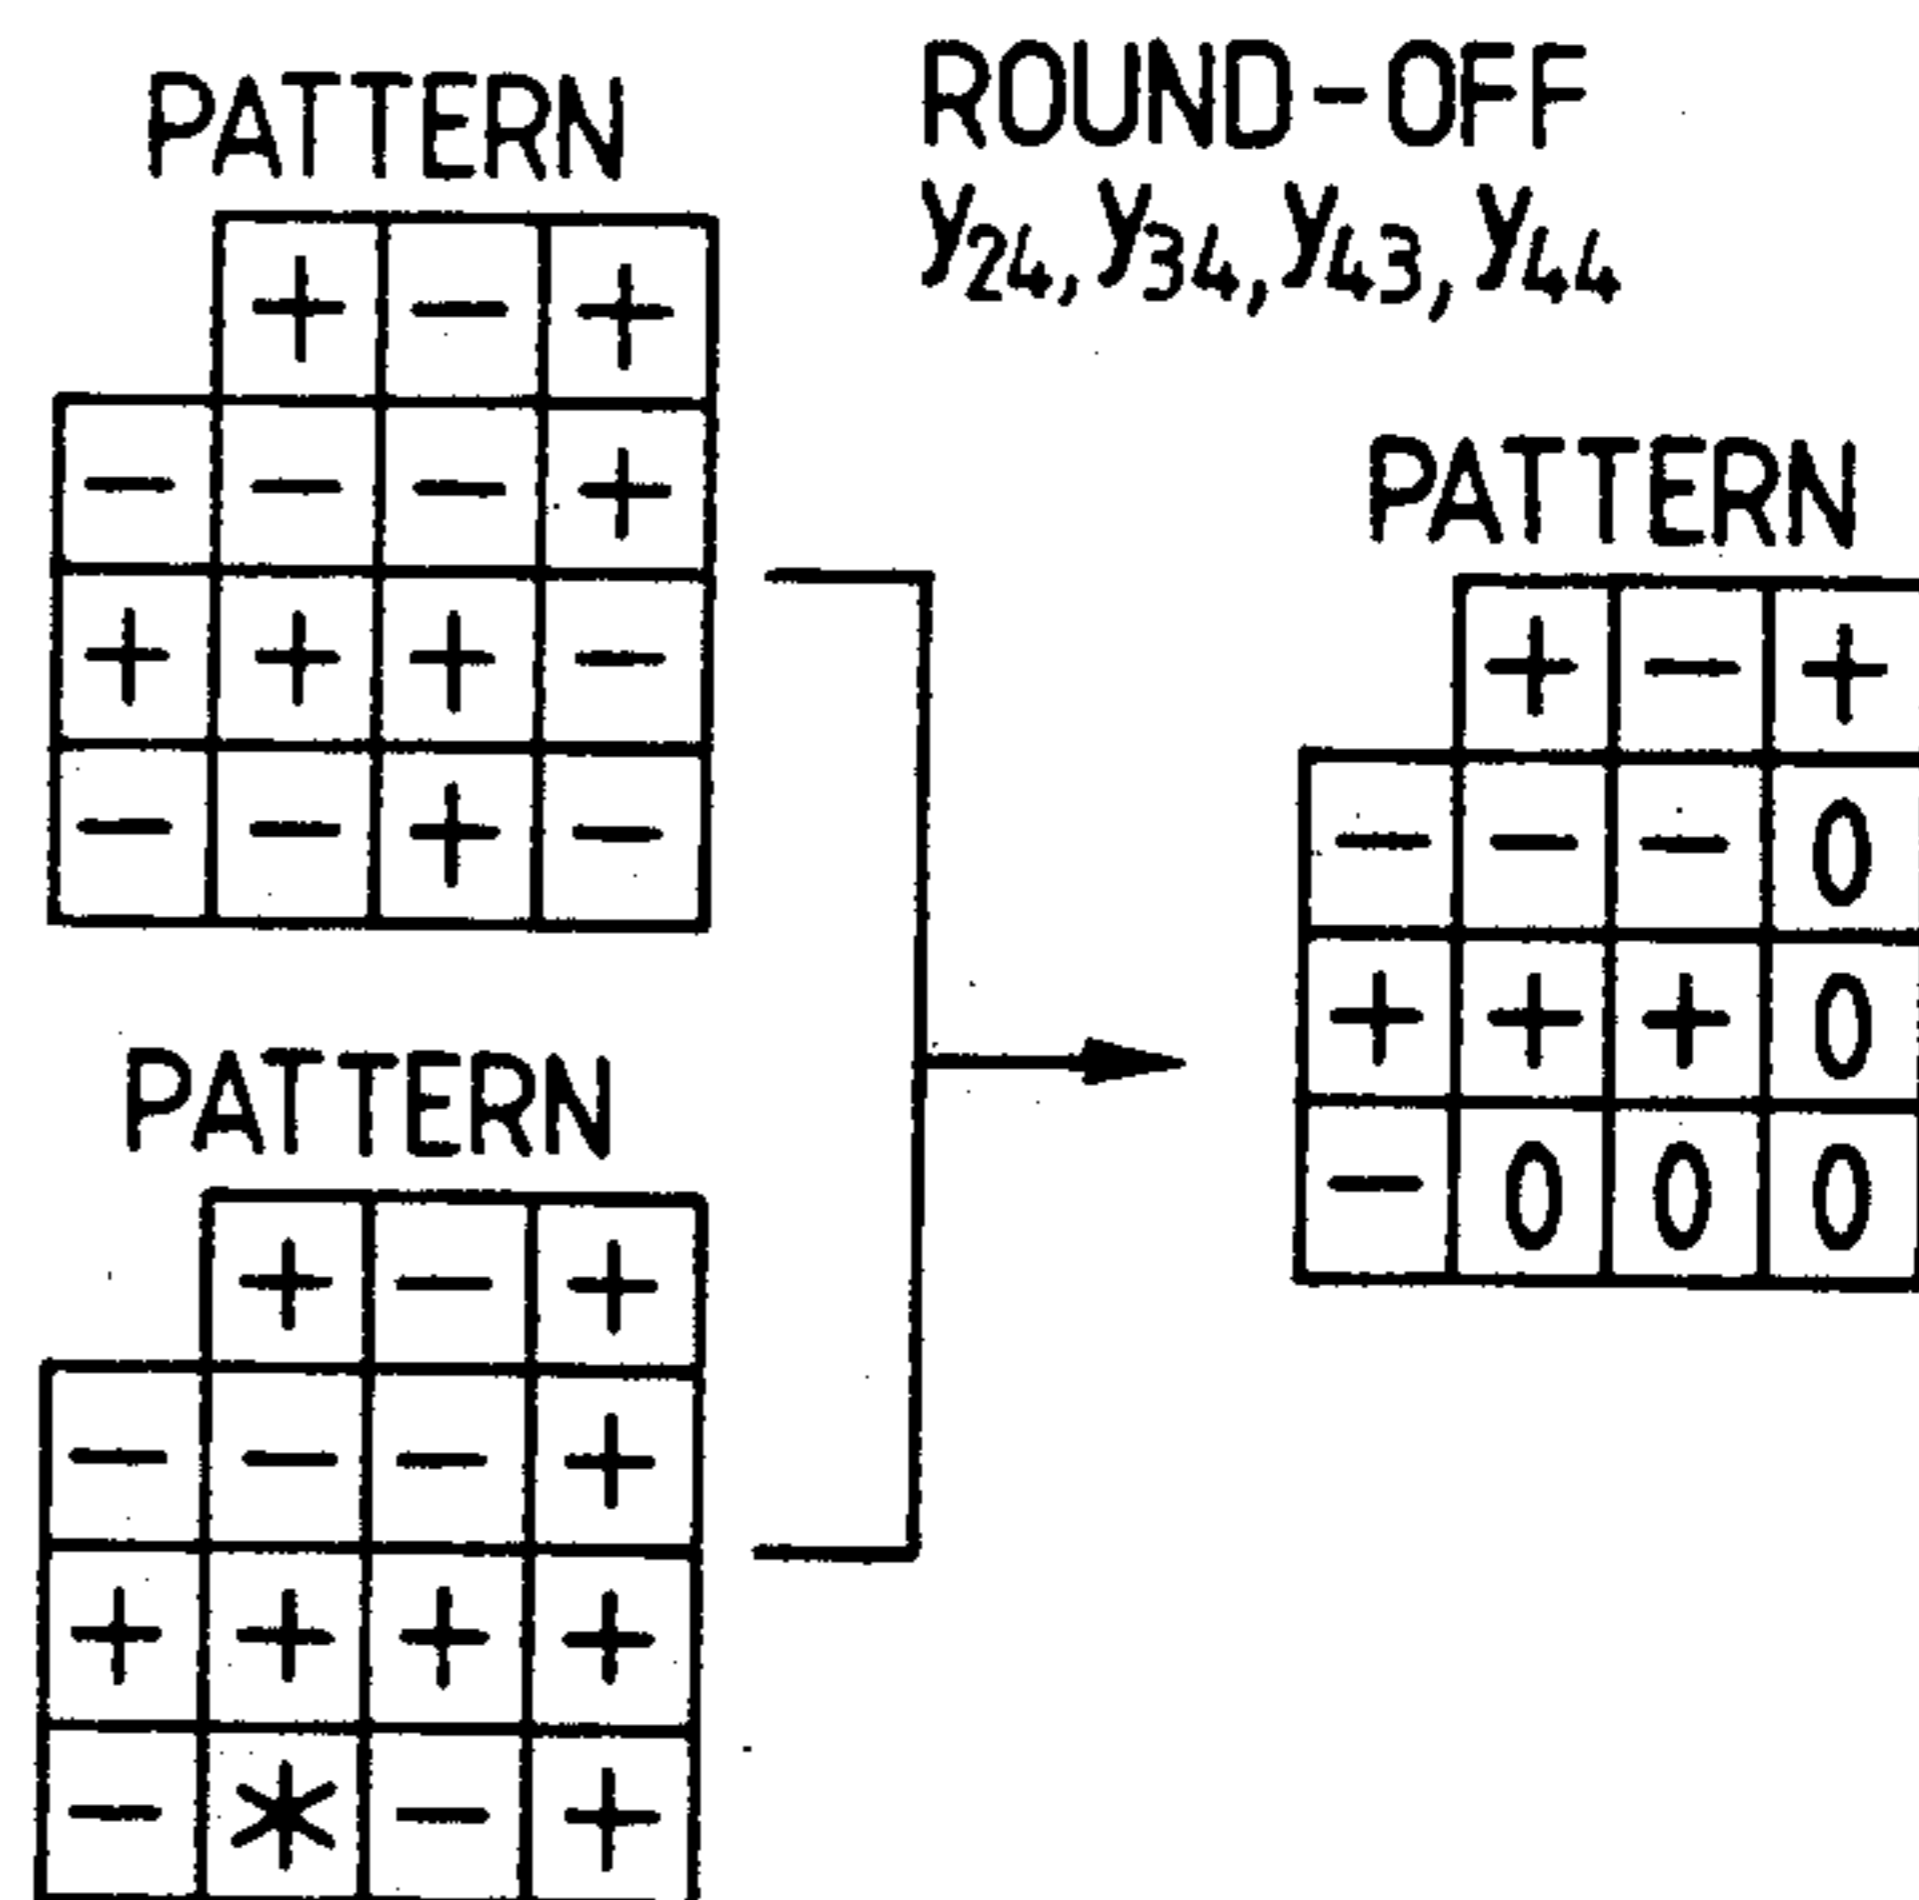 PATTERN
+ − +
− − − +
+ + + −
− − + −
ROUND-OFF
y24, y34, y43, y44
PATTERN
+ − +
− − − +
+ + + +
− * − +
PATTERN
+ − +
− − − 0
+ + + 0
− 0 0 0